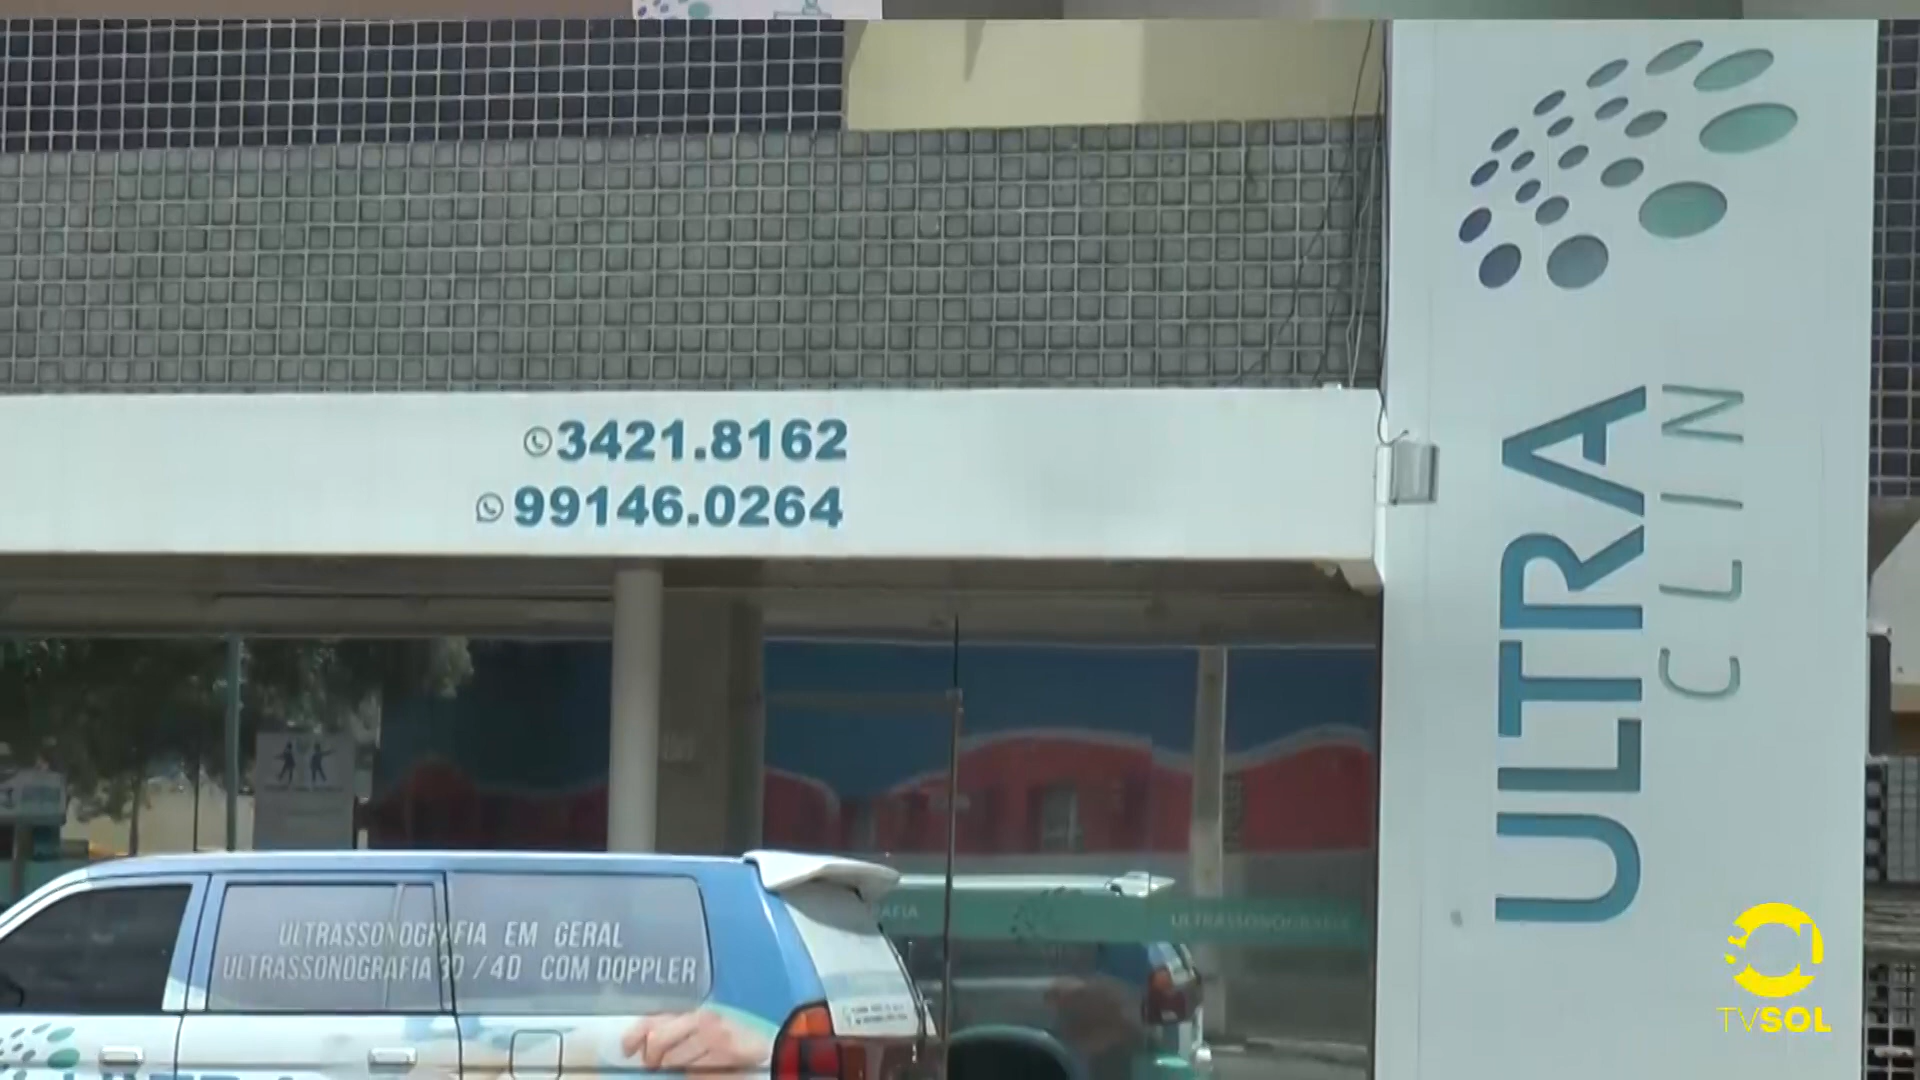 3421.8162
99146.0264
ULTRA
CLIN
ULTRASSONOGRAFIA EM GERAL
ULTRASSONOGRAFIA 3D / 4D COM DOPPLER
ULTRASSONOGRAFIA
TVSOL